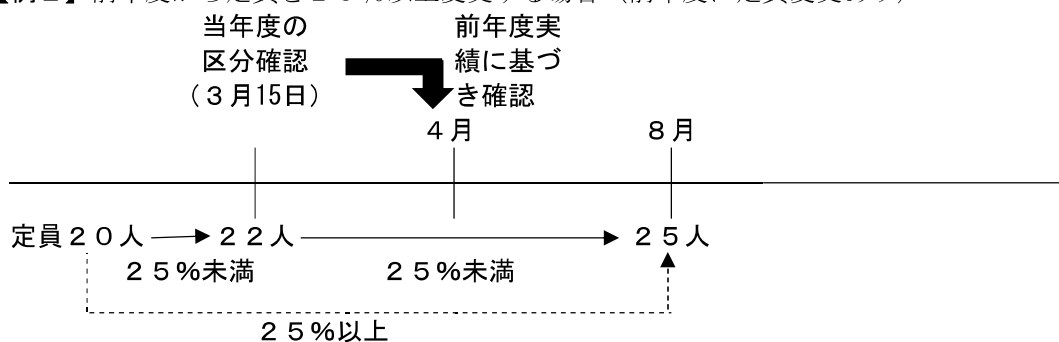 当年度の
区分確認
(３月15日)
前年度実
績に基づ
き確認
４月
８月
定員２０人
２２人
２５人
２５％未満
２５％未満
２５％以上